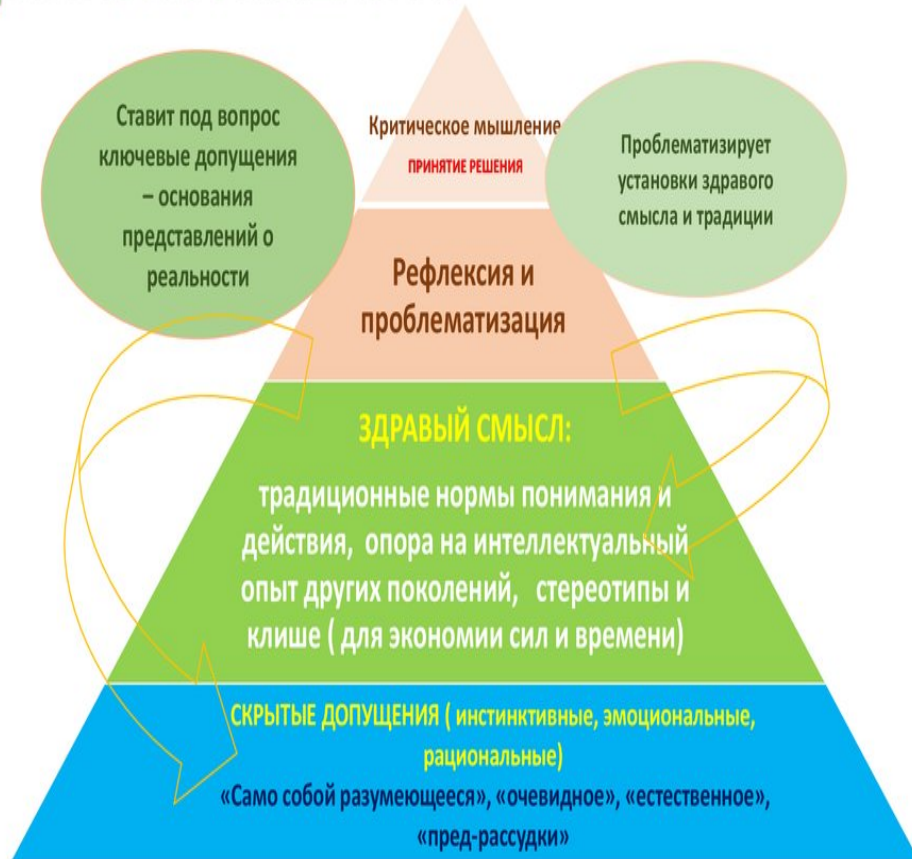 Ставит под вопрос
ключевые допущения
– основания
представлений о
реальности
Критическое мышление
ПРИНЯТИЕ РЕШЕНИЯ
Проблематизирует
установки здравого
смысла и традиции
Рефлексия и
проблематизация
ЗДРАВЫЙ СМЫСЛ:
традиционные нормы понимания и
действия, опора на интеллектуальный
опыт других поколений, стереотипы и
клише ( для экономии сил и времени)
СКРЫТЫЕ ДОПУЩЕНИЯ ( инстинктивные, эмоциональные,
рациональные)
«Само собой разумеющееся», «очевидное», «естественное»,
«пред-рассудки»